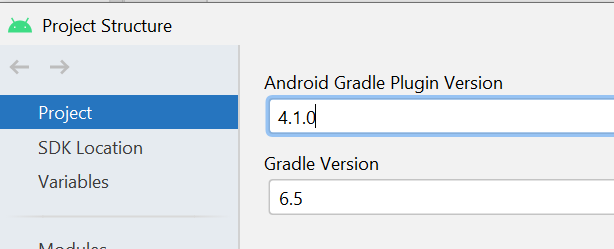 Project Structure
Project
SDK Location
Variables
Modules
Android Gradle Plugin Version
4.1.0
Gradle Version
6.5